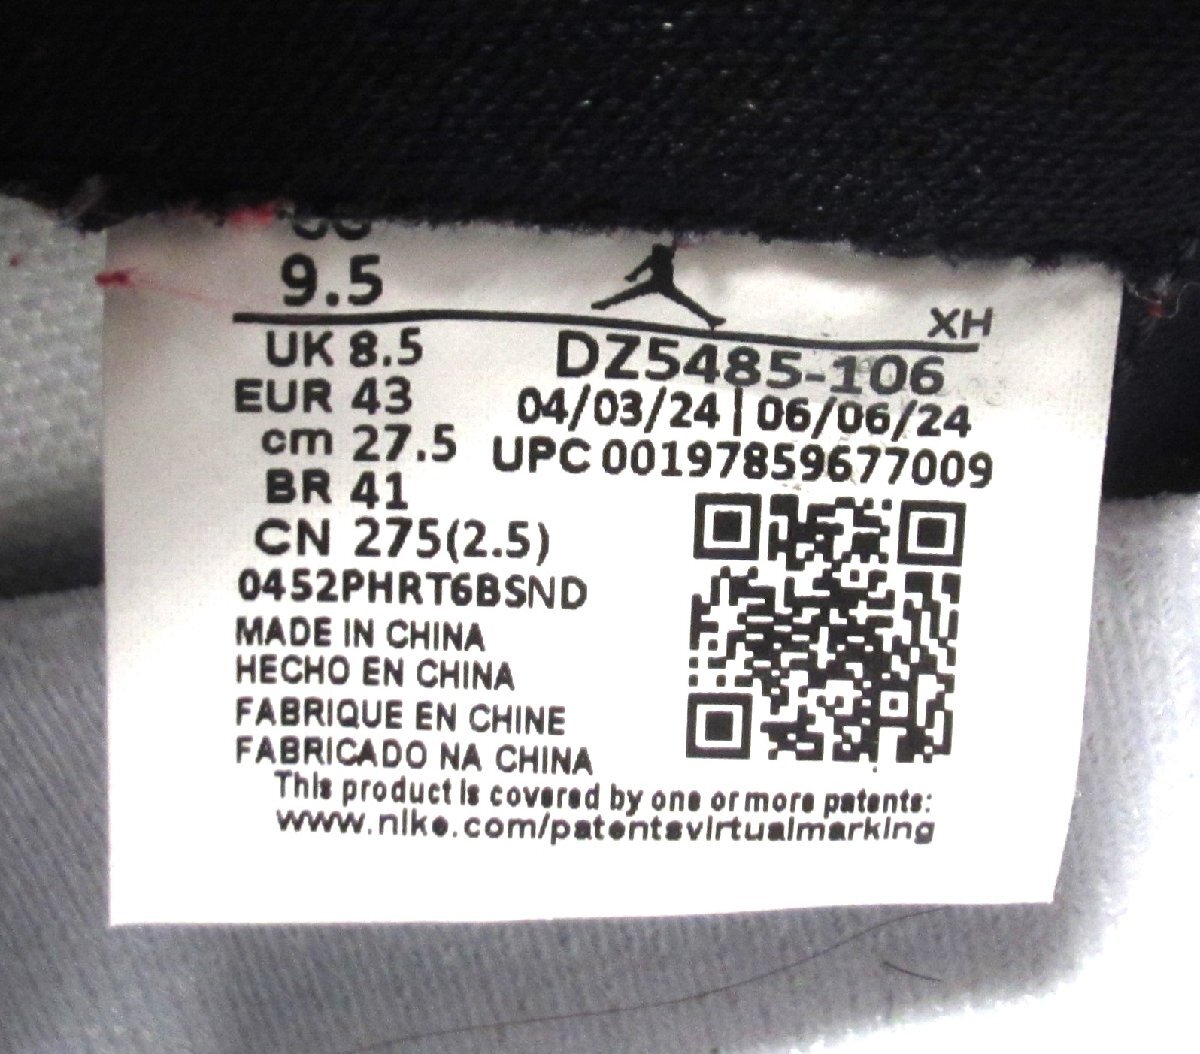 9.5
XH
UK 8.5
DZ5485-106
EUR 43
04/03/24 | 06/06/24
cm 27.5
UPC 00197859677009
BR 41
CN 275(2.5)
0452PHRT6BSND
MADE IN CHINA
HECHO EN CHINA
FABRIQUE EN CHINE
FABRICADO NA CHINA
This product is covered by one or more patents:
www.nike.com/patentsvirtualmarking